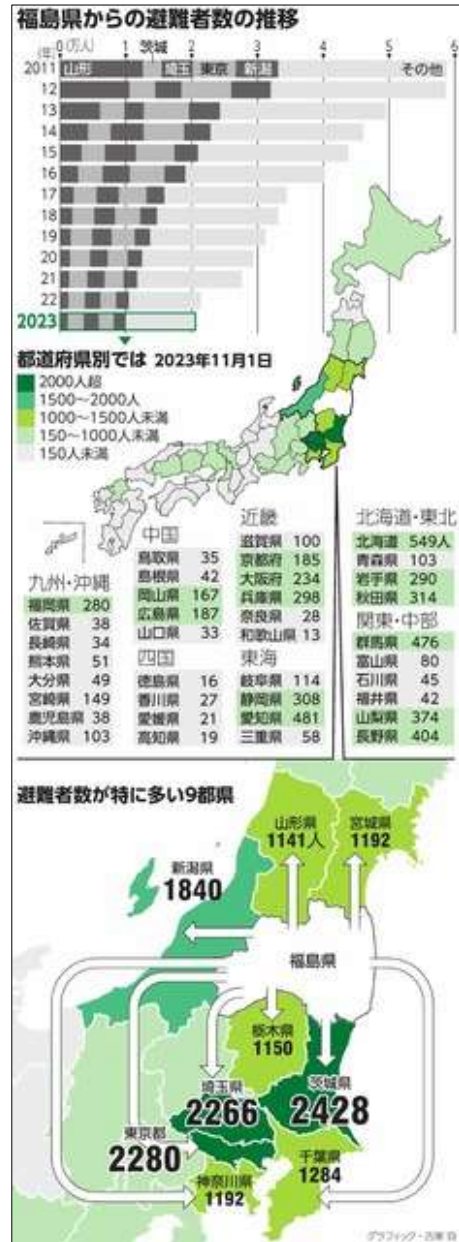 福島県からの避難者数の推移
(年) 0 (万人) 1 茨城 2 3 4 5 6
2011 山形 埼玉 東京 新潟 その他
12
13
14
15
16
17
18
19
20
21
22
2023
都道府県別では 2023年11月1日
2000人超
1500～2000人
1000～1500人未満
150～1000人未満
150人未満
九州・沖縄
福岡県 280
佐賀県 38
長崎県 34
熊本県 51
大分県 49
宮崎県 149
鹿児島県 38
沖縄県 103
中国
鳥取県 35
島根県 42
岡山県 167
広島県 187
山口県 33
四国
徳島県 16
香川県 27
愛媛県 21
高知県 19
近畿
滋賀県 100
京都府 185
大阪府 234
兵庫県 298
奈良県 28
和歌山県 13
東海
岐阜県 114
静岡県 308
愛知県 481
三重県 58
北海道・東北
北海道 549人
青森県 103
岩手県 290
秋田県 314
関東・中部
群馬県 476
富山県 80
石川県 45
福井県 42
山梨県 374
長野県 404
避難者数が特に多い9都県
山形県
1141人
宮城県
1192
新潟県
1840
福島県
栃木県
1150
埼玉県
2266
茨城県
2428
東京都
2280
千葉県
1284
神奈川県
1192
グラフィック・